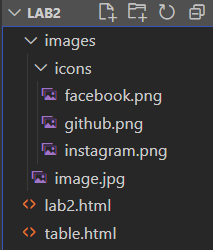 LAB2
images
icons
facebook.png
github.png
instagram.png
image.jpg
lab2.html
table.html